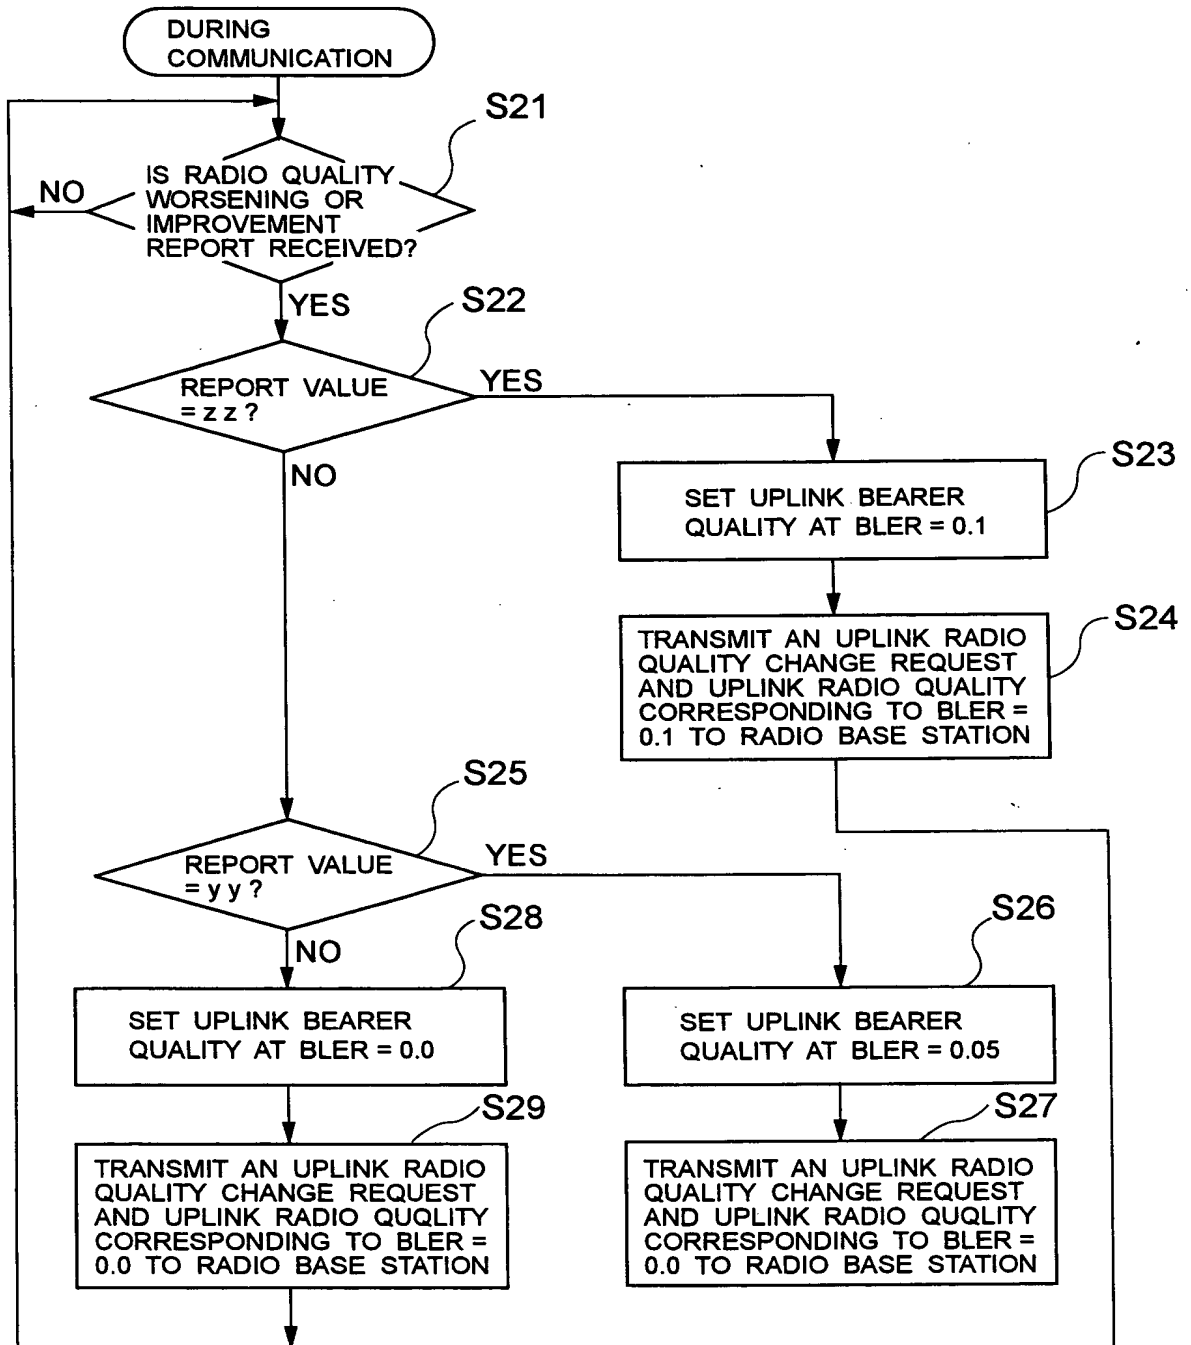 DURING
COMMUNICATION
S21
IS RADIO QUALITY
WORSENING OR
IMPROVEMENT
REPORT RECEIVED?
NO
YES
S22
REPORT VALUE
= z z ?
YES
NO
S23
SET UPLINK BEARER
QUALITY AT BLER = 0.1
S24
TRANSMIT AN UPLINK RADIO
QUALITY CHANGE REQUEST
AND UPLINK RADIO QUALITY
CORRESPONDING TO BLER =
0.1 TO RADIO BASE STATION
S25
REPORT VALUE
= y y ?
YES
NO
S28
SET UPLINK BEARER
QUALITY AT BLER = 0.0
S26
SET UPLINK BEARER
QUALITY AT BLER = 0.05
S29
TRANSMIT AN UPLINK RADIO
QUALITY CHANGE REQUEST
AND UPLINK RADIO QUQLITY
CORRESPONDING TO BLER =
0.0 TO RADIO BASE STATION
S27
TRANSMIT AN UPLINK RADIO
QUALITY CHANGE REQUEST
AND UPLINK RADIO QUQLITY
CORRESPONDING TO BLER =
0.0 TO RADIO BASE STATION